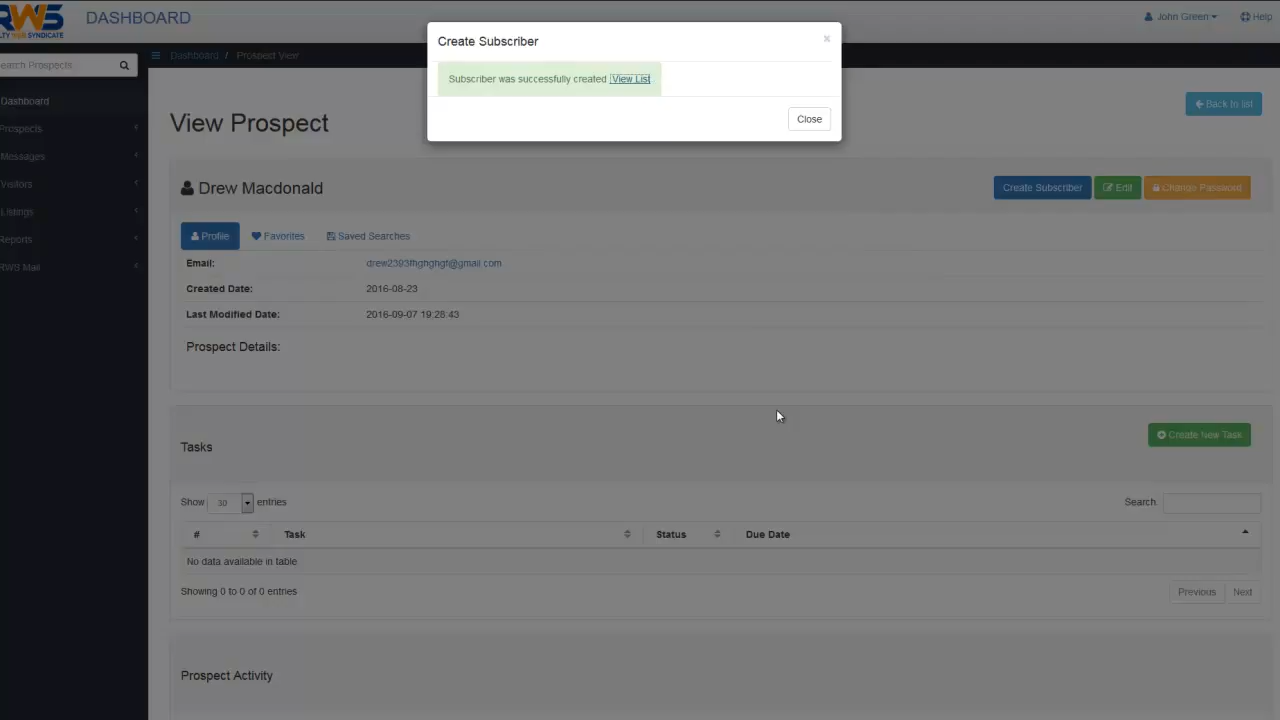 RWS
LTY WEB SYNDICATE
DASHBOARD
John Green
Help
Create Subscriber
×
Subscriber was successfully created View List
Close
earch Prospects
Dashboard / Prospect View
Dashboard
Prospects
Messages
Visitors
Listings
Reports
RWS Mail
View Prospect
Back to list
Drew Macdonald
Create Subscriber
Edit
Change Password
Profile
Favorites
Saved Searches
Email:
Created Date: 2016-08-23
Last Modified Date: 2016-09-07 19:28:43
Prospect Details:
Tasks
Create New Task
Show 30 entries
Search:
# Task Status Due Date
No data available in table
Showing 0 to 0 of 0 entries
Previous
Next
Prospect Activity